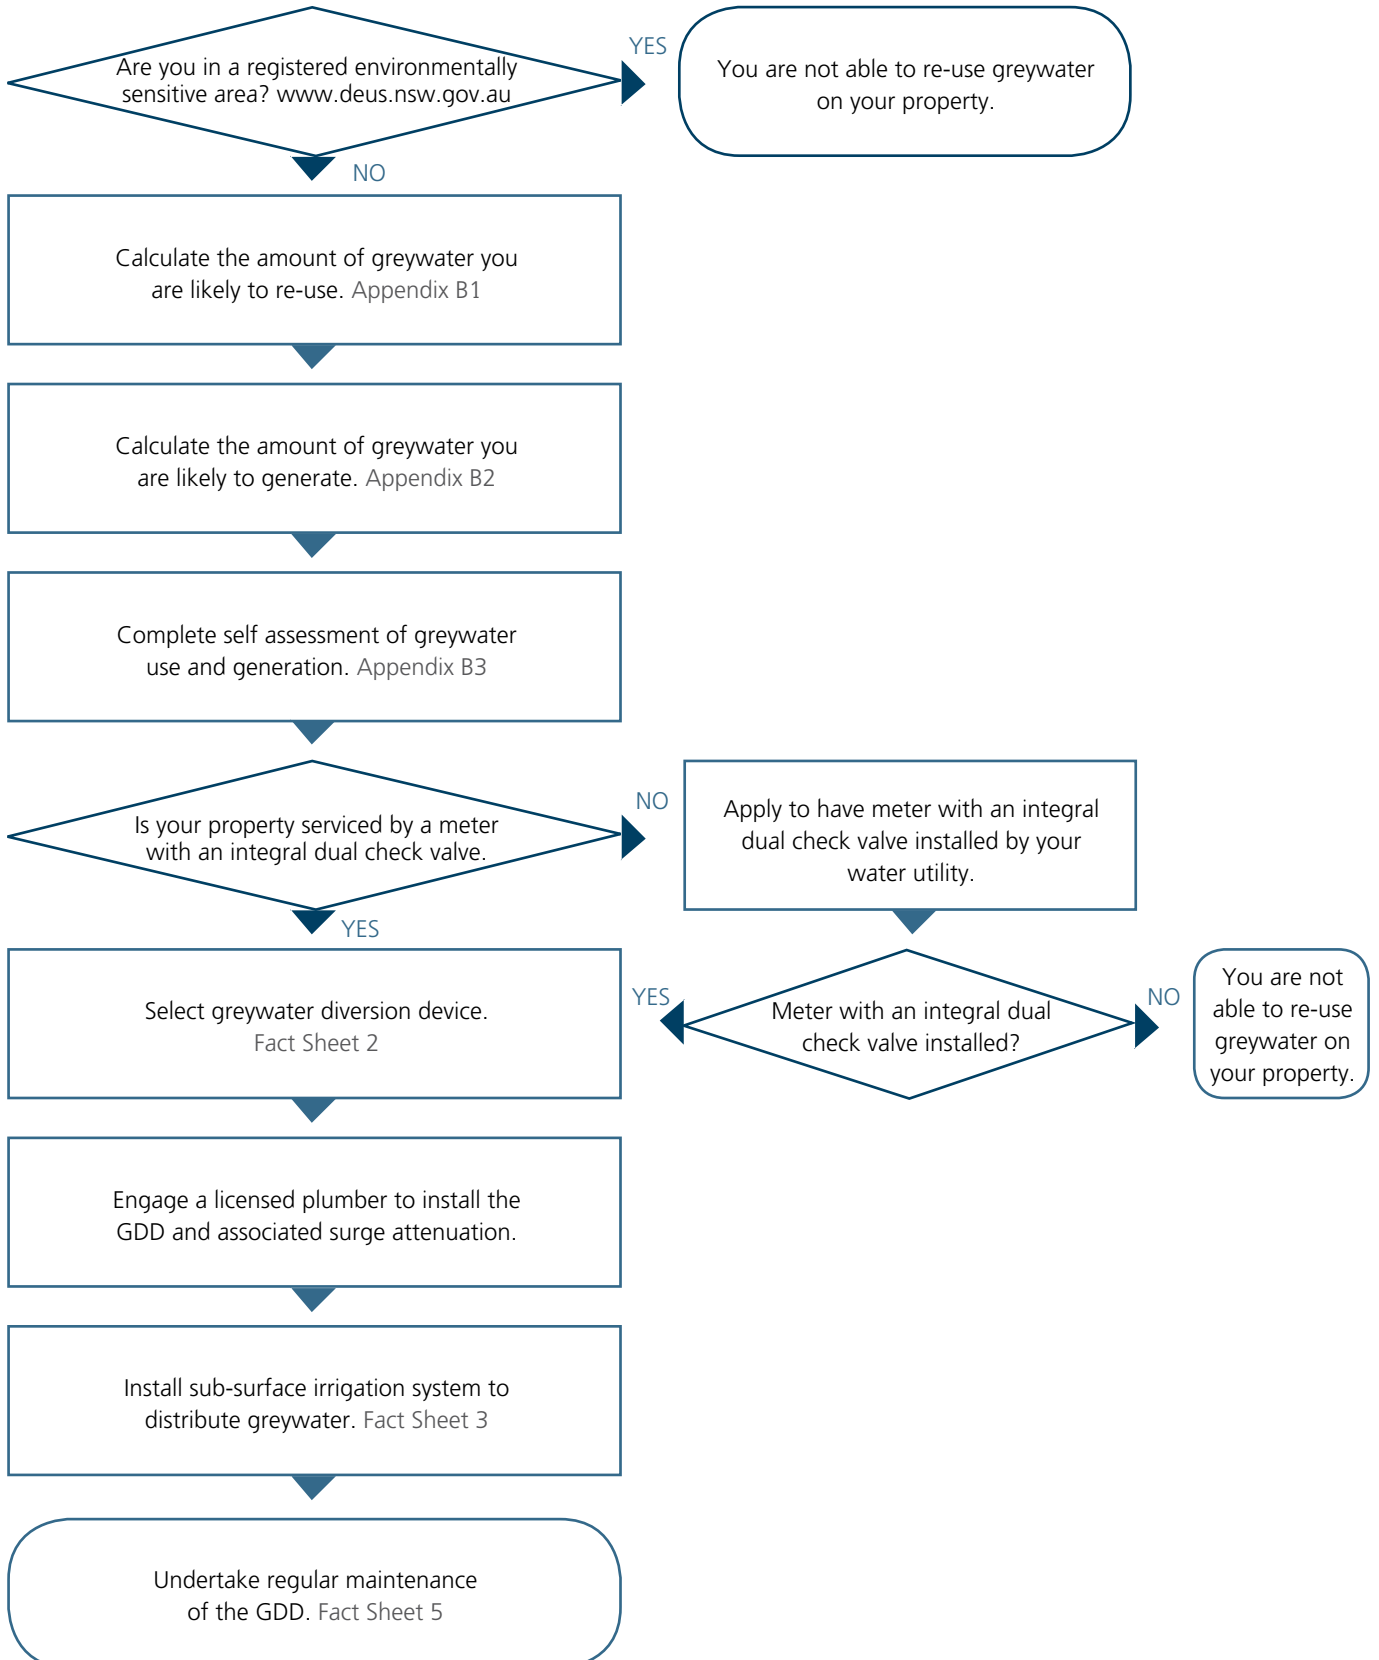 Are you in a registered environmentally
sensitive area? www.deus.nsw.gov.au
YES
You are not able to re-use greywater
on your property.
NO
Calculate the amount of greywater you
are likely to re-use. Appendix B1
Calculate the amount of greywater you
are likely to generate. Appendix B2
Complete self assessment of greywater
use and generation. Appendix B3
Is your property serviced by a meter
with an integral dual check valve.
NO
Apply to have meter with an integral
dual check valve installed by your
water utility.
YES
Select greywater diversion device.
Fact Sheet 2
YES
Meter with an integral dual
check valve installed?
NO
You are not
able to re-use
greywater on
your property.
Engage a licensed plumber to install the
GDD and associated surge attenuation.
Install sub-surface irrigation system to
distribute greywater. Fact Sheet 3
Undertake regular maintenance
of the GDD. Fact Sheet 5